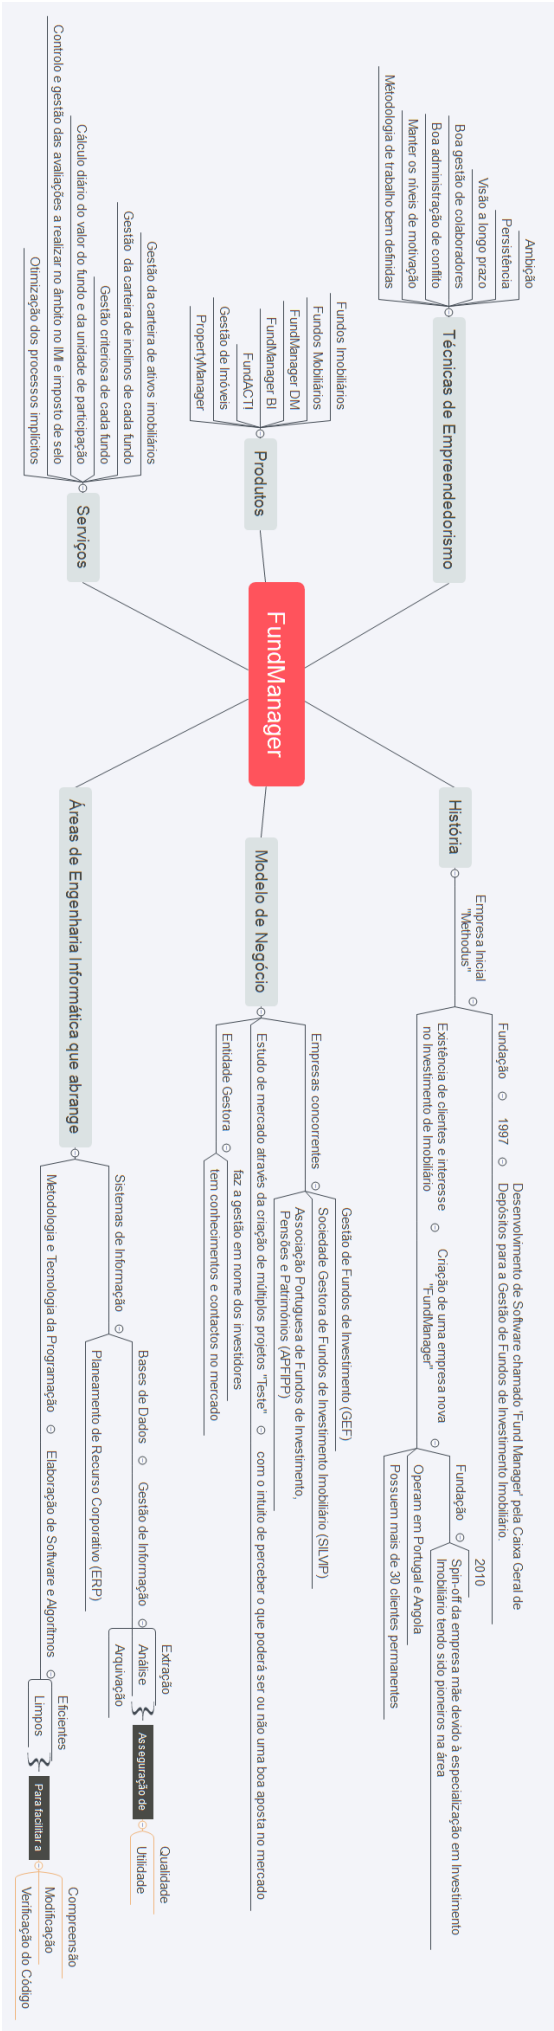 FundManager
Técnicas de Empreendedorismo
Ambição
Persistência
Visão a longo prazo
Boa gestão de colaboradores
Boa administração de conflito
Manter os níveis de motivação
Métodologia de trabalho bem definidas
Produtos
Fundos Imobiliários
Fundos Mobiliários
FundManager DM
FundManager BI
FundACT!
Gestão de Imóveis
PropertyManager
Serviços
Gestão da carteira de ativos imobiliários
Gestão da carteira de inclinos de cada fundo
Gestão criteriosa de cada fundo
Cálculo diário do valor do fundo e da unidade de participação
Controlo e gestão das avaliações a realizar no âmbito no IMI e imposto de selo
Otimização dos processos implícitos
História
Empresa Inicial
"Methodus"
Fundação
1997
Desenvolvimento de Software chamado 'Fund Manager' pela Caixa Geral de
Depósitos para a Gestão de Fundos de Investimento Imobiliário.
Existência de clientes e interesse
no Investimento de Imobiliário
Criação de uma empresa nova
"FundManager"
Fundação
2010
Spin-off da empresa mãe devido à especialização em Investimento
Imobiliário tendo sido pioneiros na área
Operam em Portugal e Angola
Possuem mais de 30 clientes permanentes
Modelo de Negócio
Empresas concorrentes
Gestão de Fundos de Investimento (GEF)
Sociedade Gestora de Fundos de Investimento Imobiliário (SILVIP)
Associação Portuguesa de Fundos de Investimento,
Pensões e Patrimónios (APFIPP)
Estudo de mercado através da criação de múltiplos projetos "Teste"
com o intuito de perceber o que poderá ser ou não uma boa aposta no mercado
Entidade Gestora
faz a gestão em nome dos investidores
tem conhecimentos e contactos no mercado
Áreas de Engenharia Informática que abrange
Sistemas de Informação
Bases de Dados
Gestão de Informação
Extração
Análise
Arquivação
Asseguração de
Qualidade
Utilidade
Planeamento de Recurso Corporativo (ERP)
Metodologia e Tecnologia da Programação
Elaboração de Software e Algoritmos
Eficientes
Limpos
Para facilitar a
Compreensão
Modificação
Verificação do Código